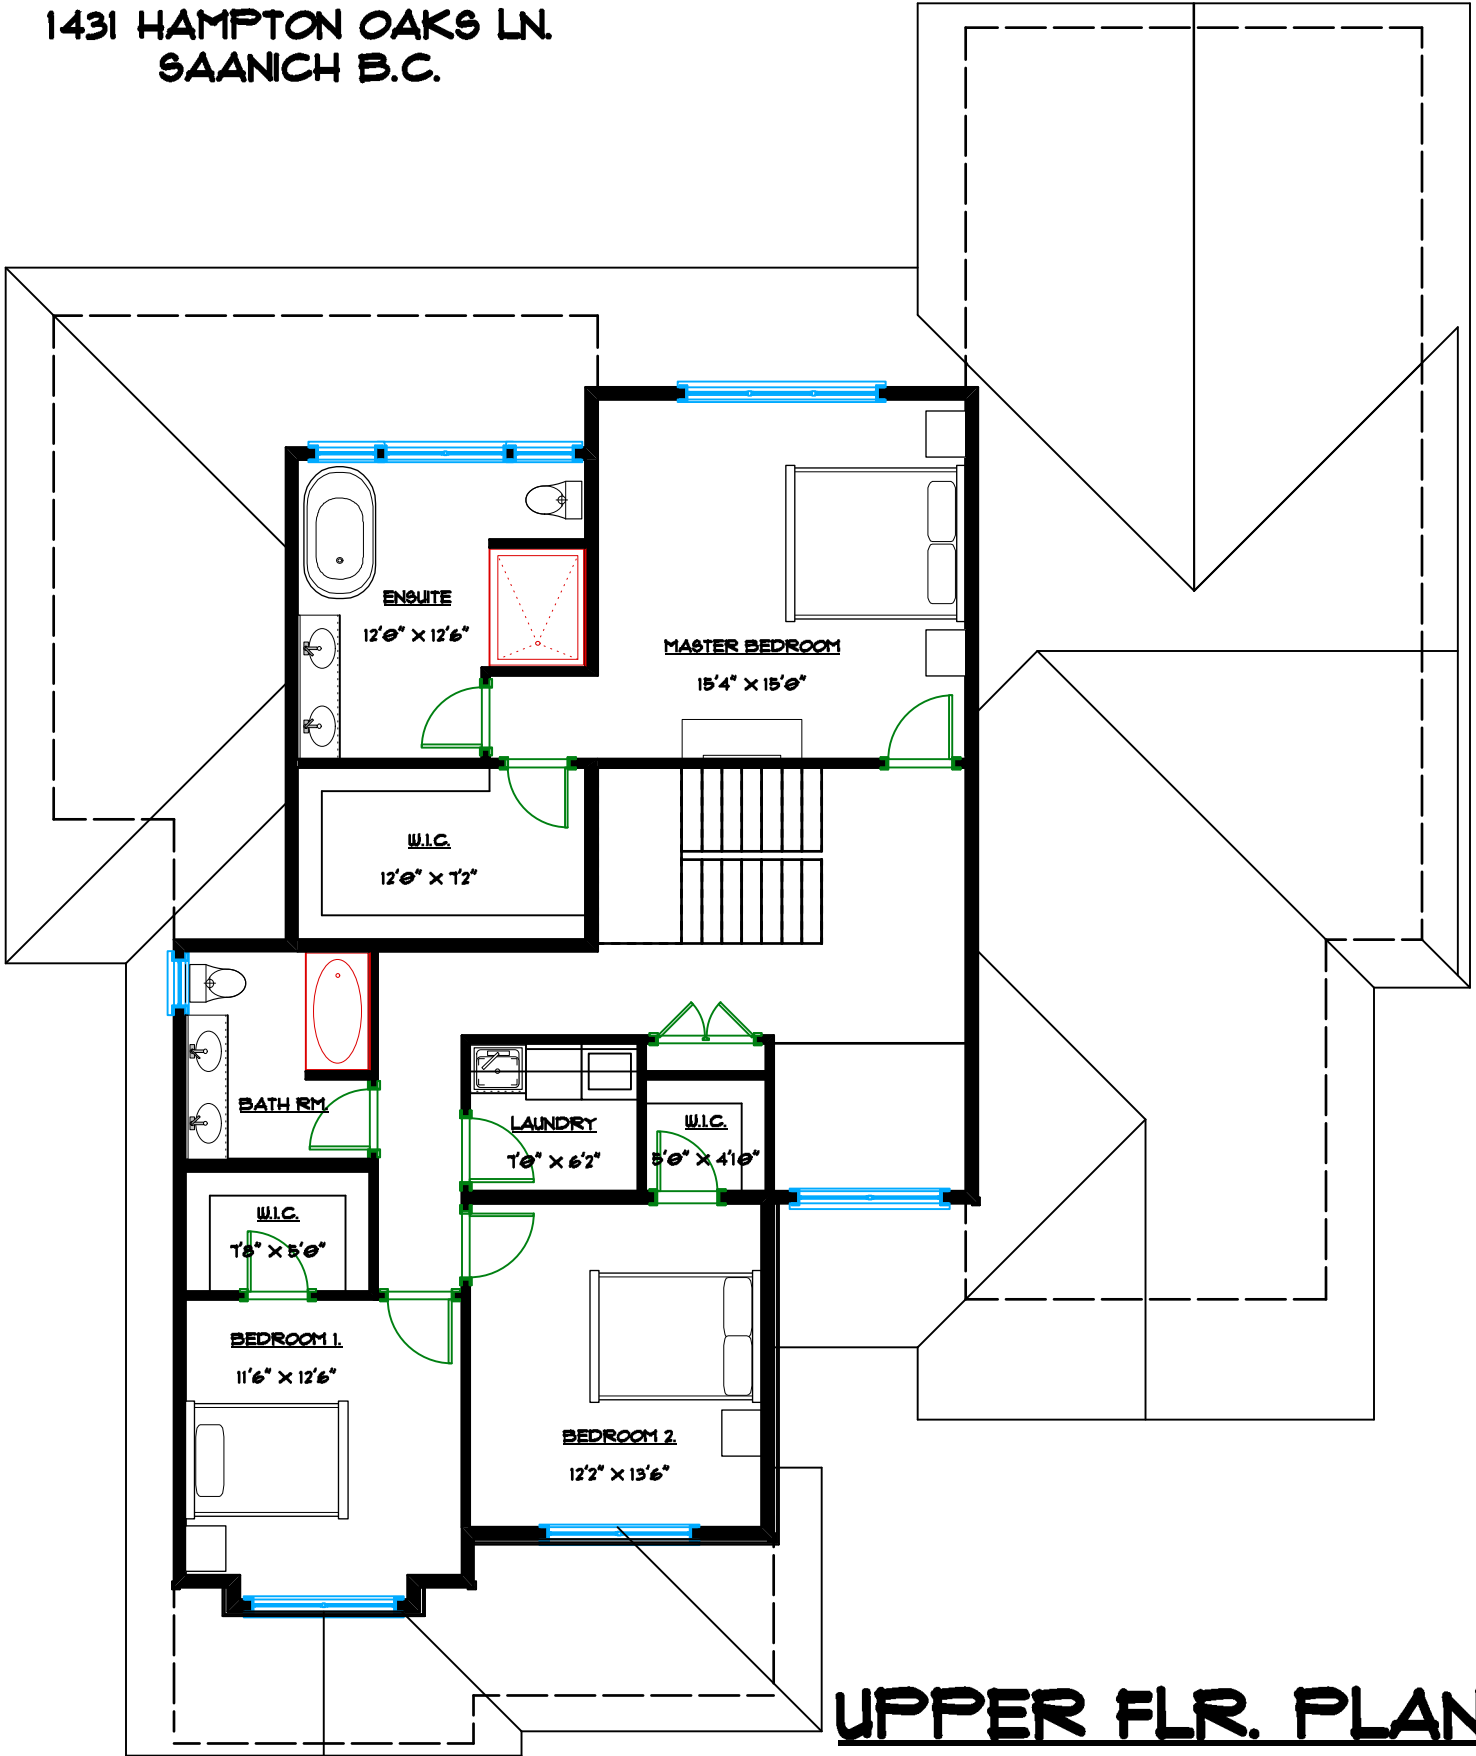 1431 HAMPTON OAKS LN.
SAANICH B.C.
ENSUITE
12'0" X 12'6"
MASTER BEDROOM
15'4" X 15'0"
W.I.C.
12'0" X 7'2"
BATH RM.
LAUNDRY
7'0" X 6'2"
W.I.C.
5'0" X 4'10"
W.I.C.
7'8" X 5'0"
BEDROOM 1.
11'6" X 12'6"
BEDROOM 2.
12'2" X 13'6"
UPPER FLR. PLAN